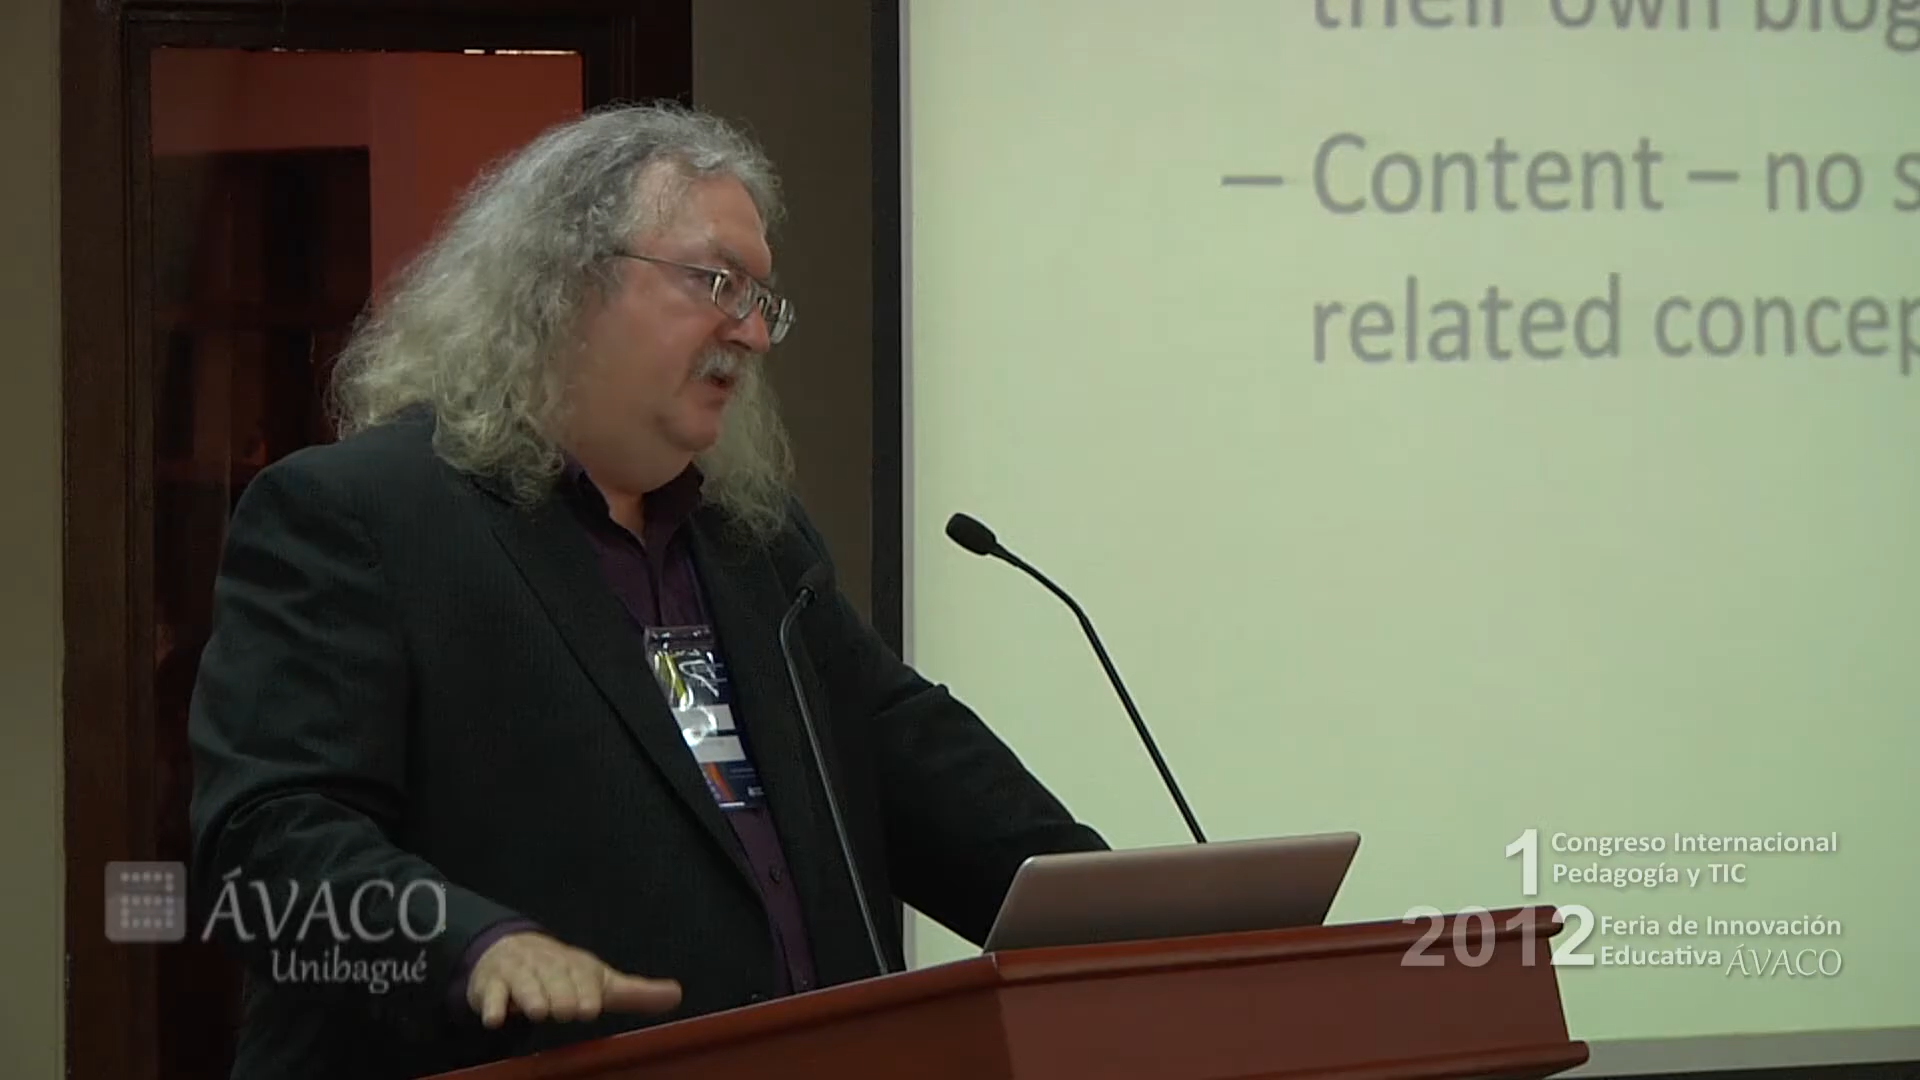 their own blog
– Content – no s
related concep
ÁVACO
Unibagué
1 Congreso Internacional
Pedagogía y TIC
2012 Feria de Innovación
Educativa ÁVACO